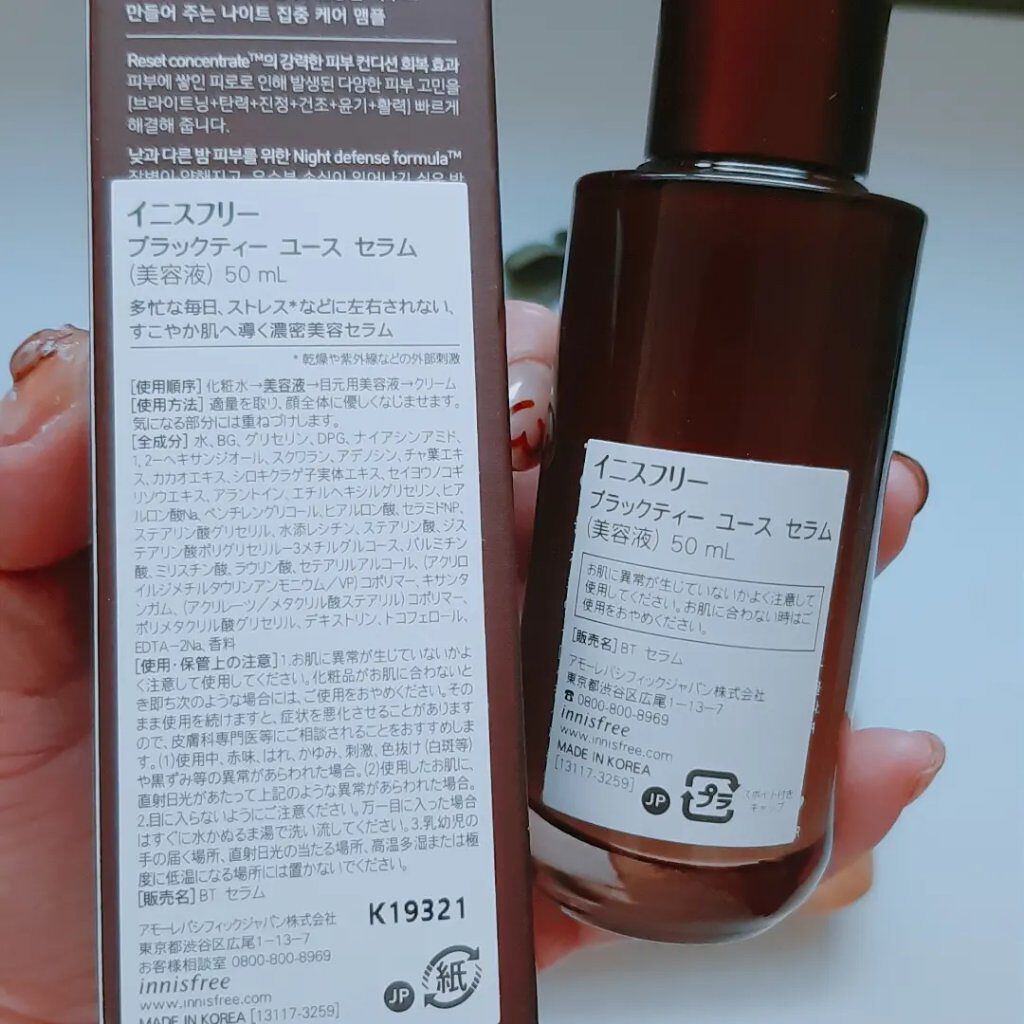 만들어 주는 나이트 집중 케어 앰플
Reset concentrate™의 강력한 피부 컨디션 회복 효과
피부에 쌓인 피로로 인해 발생된 다양한 피부 고민을
[브라이트닝+탄력+진정+건조+윤기+활력] 빠르게
해결해 줍니다.
낮과 다른 밤 피부를 위한 Night defense formula™
イニスフリー
ブラックティー ユース セラム
(美容液) 50 mL
多忙な毎日、ストレス*などに左右されない、
すこやか肌へ導く濃密美容セラム
*乾燥や紫外線などの外部刺激
[使用順序] 化粧水→美容液→目元用美容液→クリーム
[使用方法] 適量を取り、顔全体に優しくなじませます。
気になる部分には重ねづけします。
[全成分] 水、BG、グリセリン、DPG、ナイアシンアミド、
1,2-ヘキサンジオール、スクワラン、アデノシン、チャ葉エキ
ス、カカオエキス、シロキクラゲ子実体エキス、セイヨウノコギ
リソウエキス、アラントイン、エチルヘキシルグリセリン、ヒア
ルロン酸Na、ペンチレングリコール、ヒアルロン酸、セラミドNP、
ステアリン酸グリセリル、水添レシチン、ステアリン酸、ジス
テアリン酸ポリグリセリル-3メチルグルコース、パルミチン
酸、ミリスチン酸、ラウリン酸、セテアリルアルコール、(アクリロ
イルジメチルタウリンアンモニウム/VP)コポリマー、キサンタ
ンガム、(アクリレーツ/メタクリル酸ステアリル)コポリマー、
ポリメタクリル酸グリセリル、デキストリン、トコフェロール、
EDTA-2Na、香料
[使用・保管上の注意] 1.お肌に異常が生じていないかよ
く注意して使用してください。化粧品がお肌に合わないと
き即ち次のような場合には、ご使用をおやめください。その
まま使用を続けますと、症状を悪化させることがあります
ので、皮膚科専門医等にご相談されることをおすすめしま
す。(1)使用中、赤味、はれ、かゆみ、刺激、色抜け(白斑等)
や黒ずみ等の異常があらわれた場合。(2)使用したお肌に、
直射日光があたって上記のような異常があらわれた場合。
2.目に入らないようにご注意ください。万一目に入った場合
はすぐに水かぬるま湯で洗い流してください。3.乳幼児の
手の届く場所、直射日光の当たる場所、高温多湿または極
度に低温になる場所には置かないでください。
[販売名] BT セラム
アモーレパシフィックジャパン株式会社
東京都渋谷区広尾1-13-7
お客様相談室 0800-800-8969
innisfree
www.innisfree.com
MADE IN KOREA [13117-3259]
K19321
JP
紙
イニスフリー
ブラックティー ユース セラム
(美容液) 50 mL
お肌に異常が生じていないかよく注意して
使用してください。お肌に合わない時はご
使用をおやめください。
[販売名] BT セラム
アモーレパシフィックジャパン株式会社
東京都渋谷区広尾1-13-7
☎ 0800-800-8969
innisfree
www.innisfree.com
MADE IN KOREA
[13117-3259]
JP
プラ
スポイト付き
キャップ